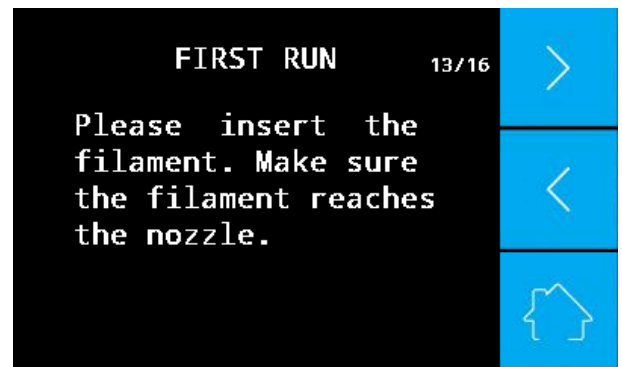 FIRST RUN 13/16
Please insert the
filament. Make sure
the filament reaches
the nozzle.